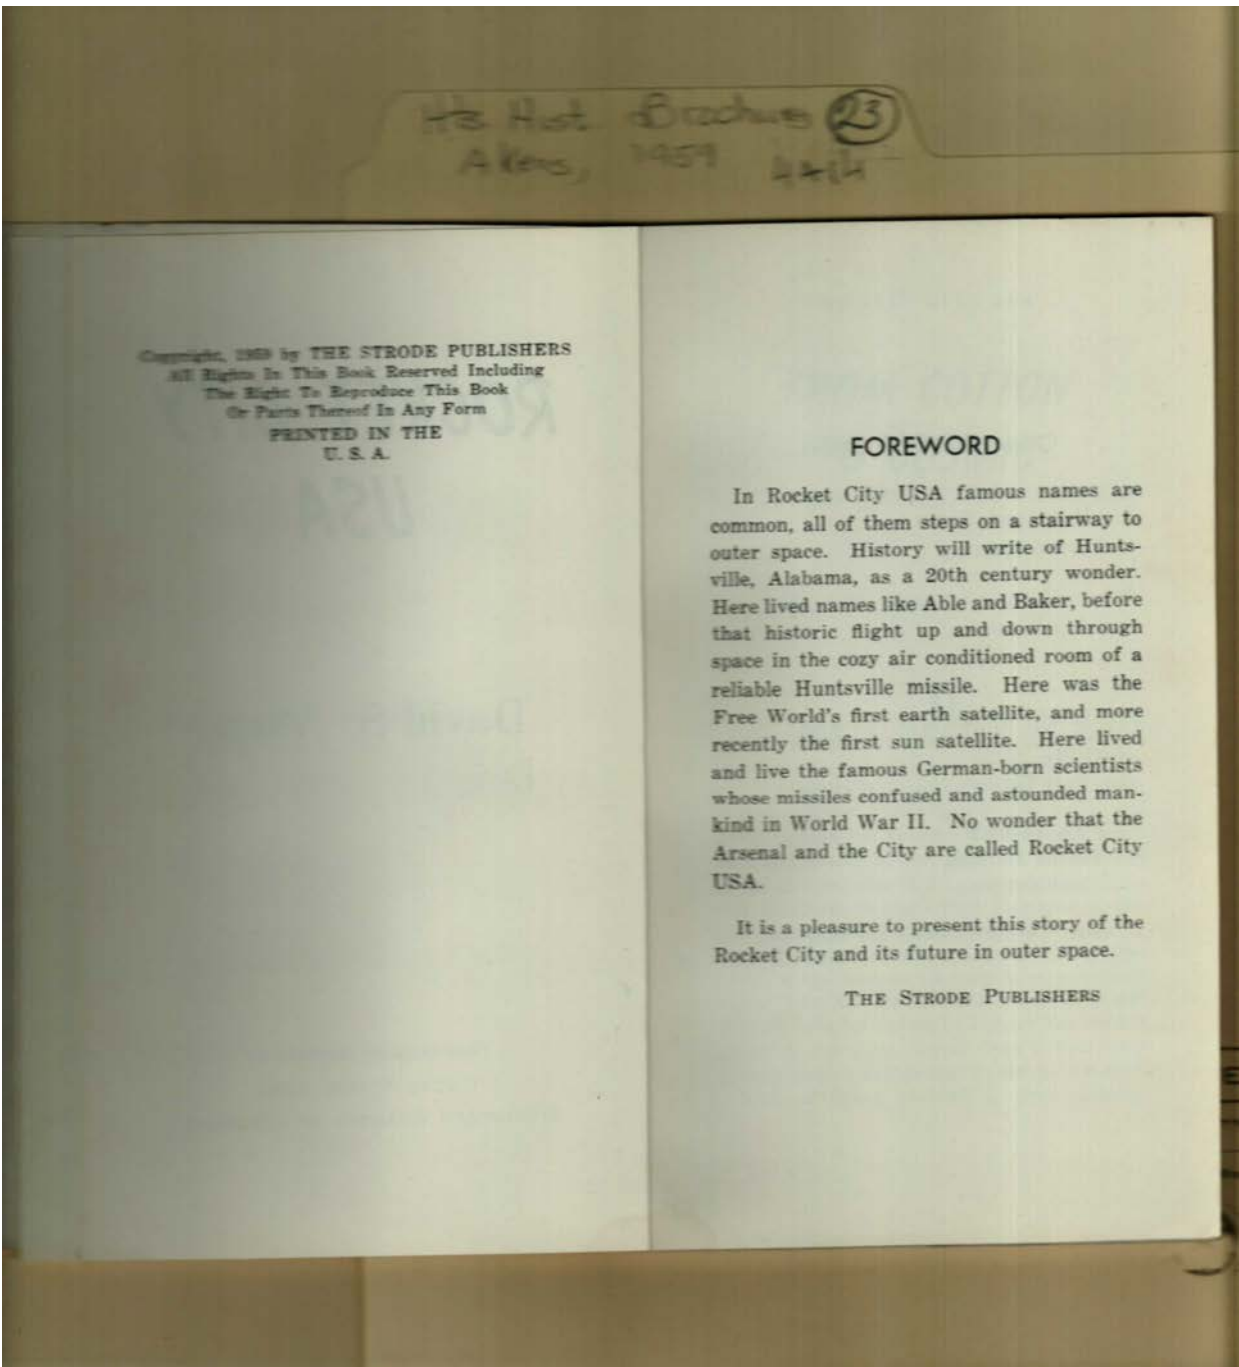 Hist. Brochures 23
Akens, 1959
Copyright, 1959 by THE STRODE PUBLISHERS
All Rights In This Book Reserved Including
The Right To Reproduce This Book
Or Parts Thereof In Any Form
PRINTED IN THE
U. S. A.
FOREWORD
In Rocket City USA famous names are
common, all of them steps on a stairway to
outer space. History will write of Hunts-
ville, Alabama, as a 20th century wonder.
Here lived names like Able and Baker, before
that historic flight up and down through
space in the cozy air conditioned room of a
reliable Huntsville missile. Here was the
Free World's first earth satellite, and more
recently the first sun satellite. Here lived
and live the famous German-born scientists
whose missiles confused and astounded man-
kind in World War II. No wonder that the
Arsenal and the City are called Rocket City
USA.
It is a pleasure to present this story of the
Rocket City and its future in outer space.
THE STRODE PUBLISHERS